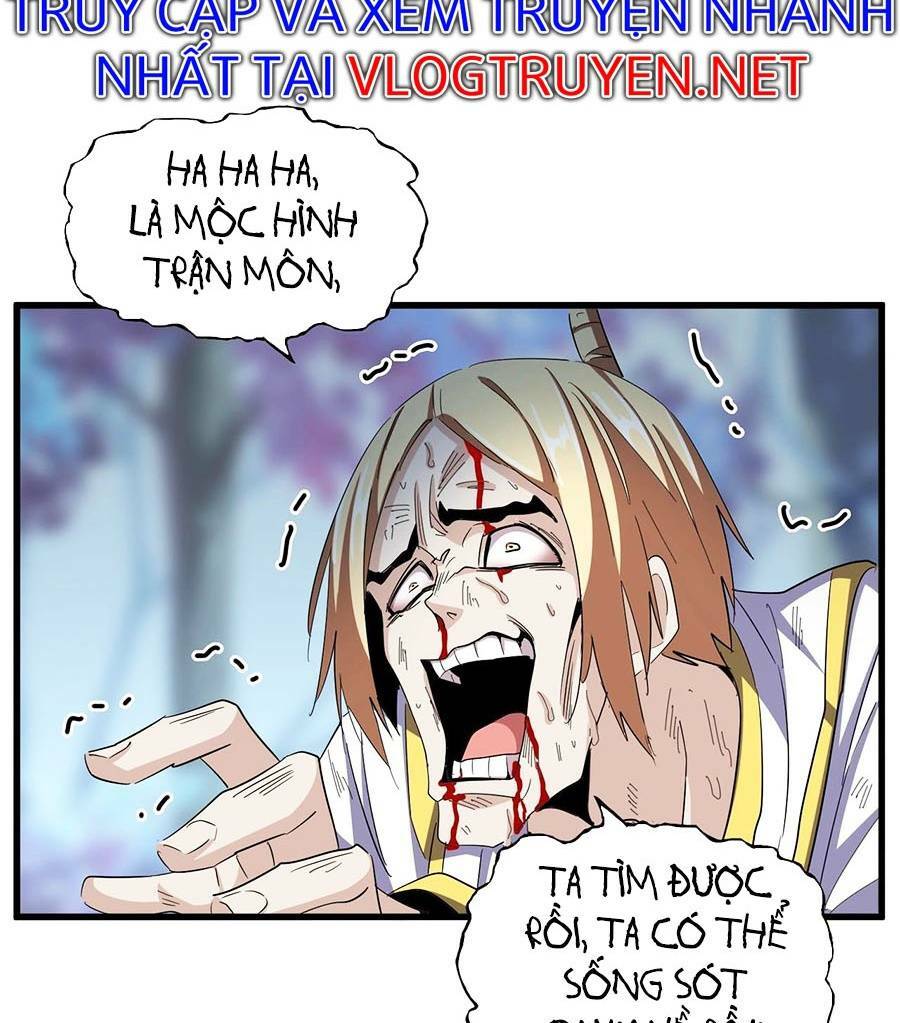 TRUY CẬP VÀ XEM TRUYỆN NHANH
NHẤT TẠI VLOGTRUYEN.NET
HA HA HA,
LÀ MỘC HÌNH
TRẬN MÔN,
TA TÌM ĐƯỢC
RỒI, TA CÓ THỂ
SỐNG SÓT